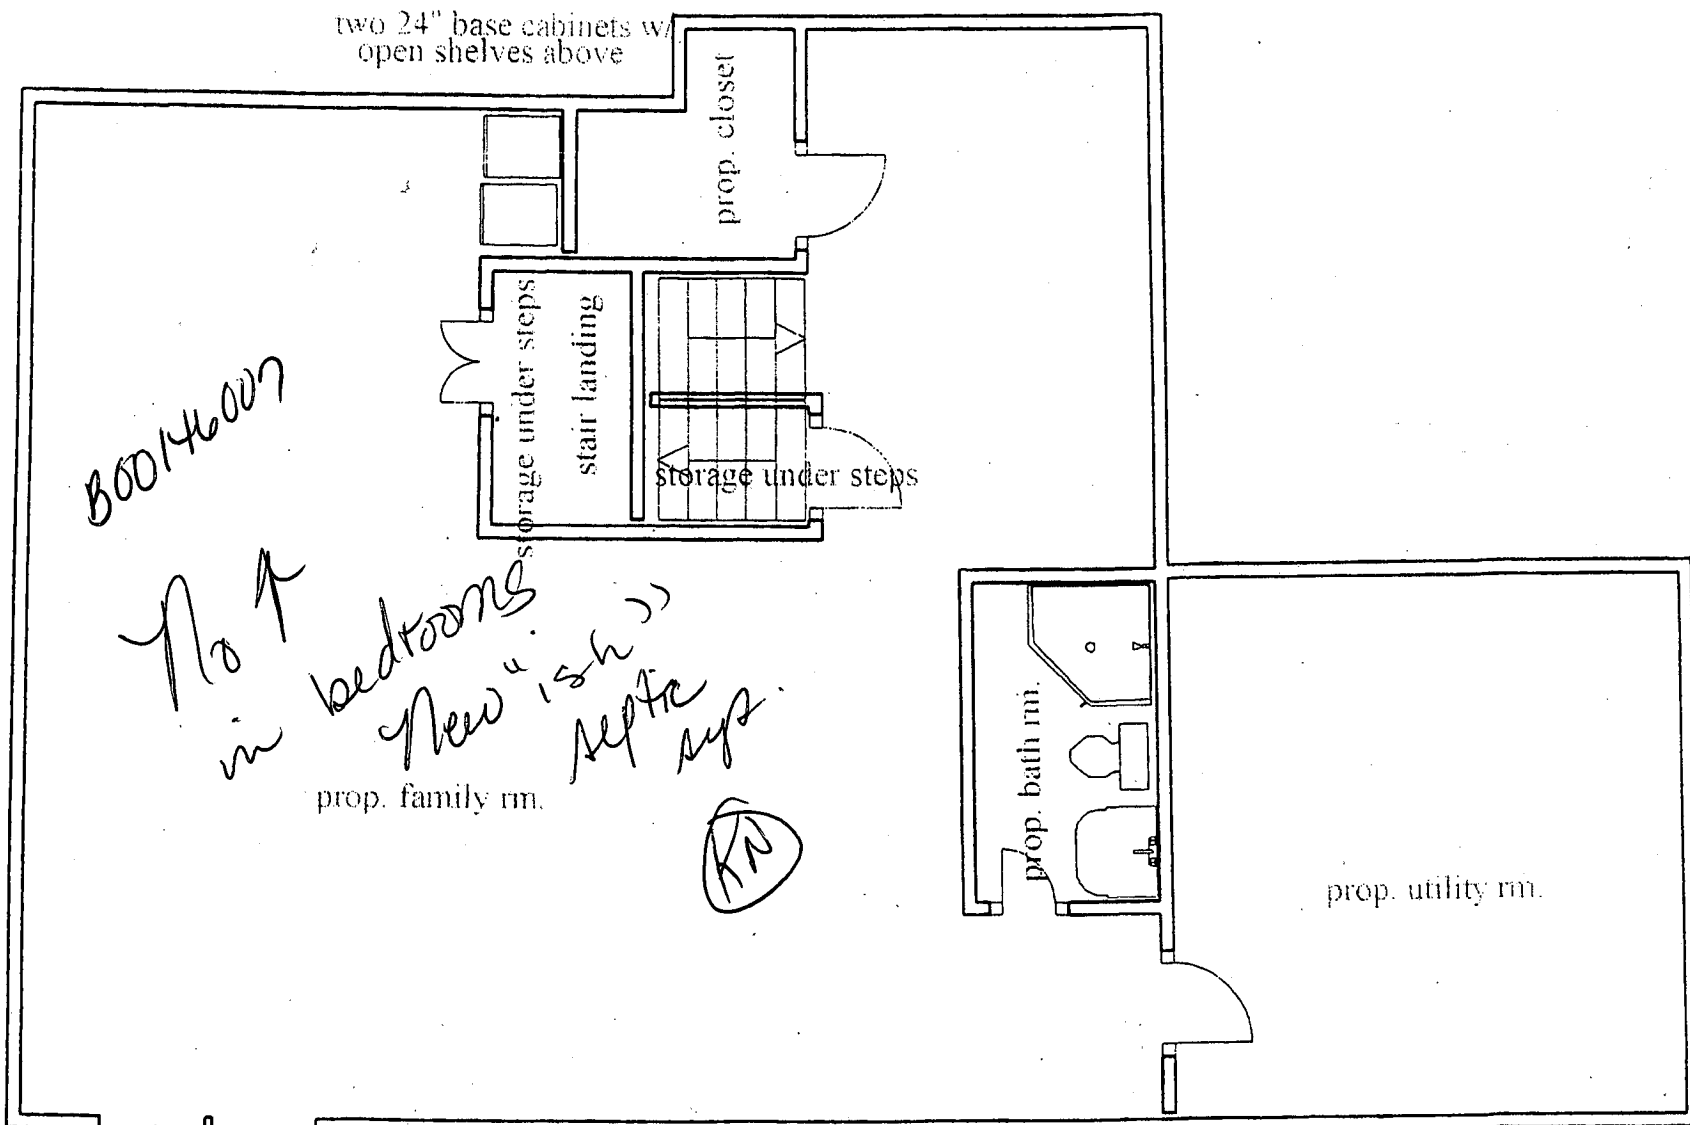 two 24" base cabinets w/
open shelves above
prop. closet
storage under steps
stair landing
storage under steps
B00146007
No ↑
in bedrooms
New "ish"
septic
sys.
prop. family rm.
KN
prop. bath rm.
prop. utility rm.